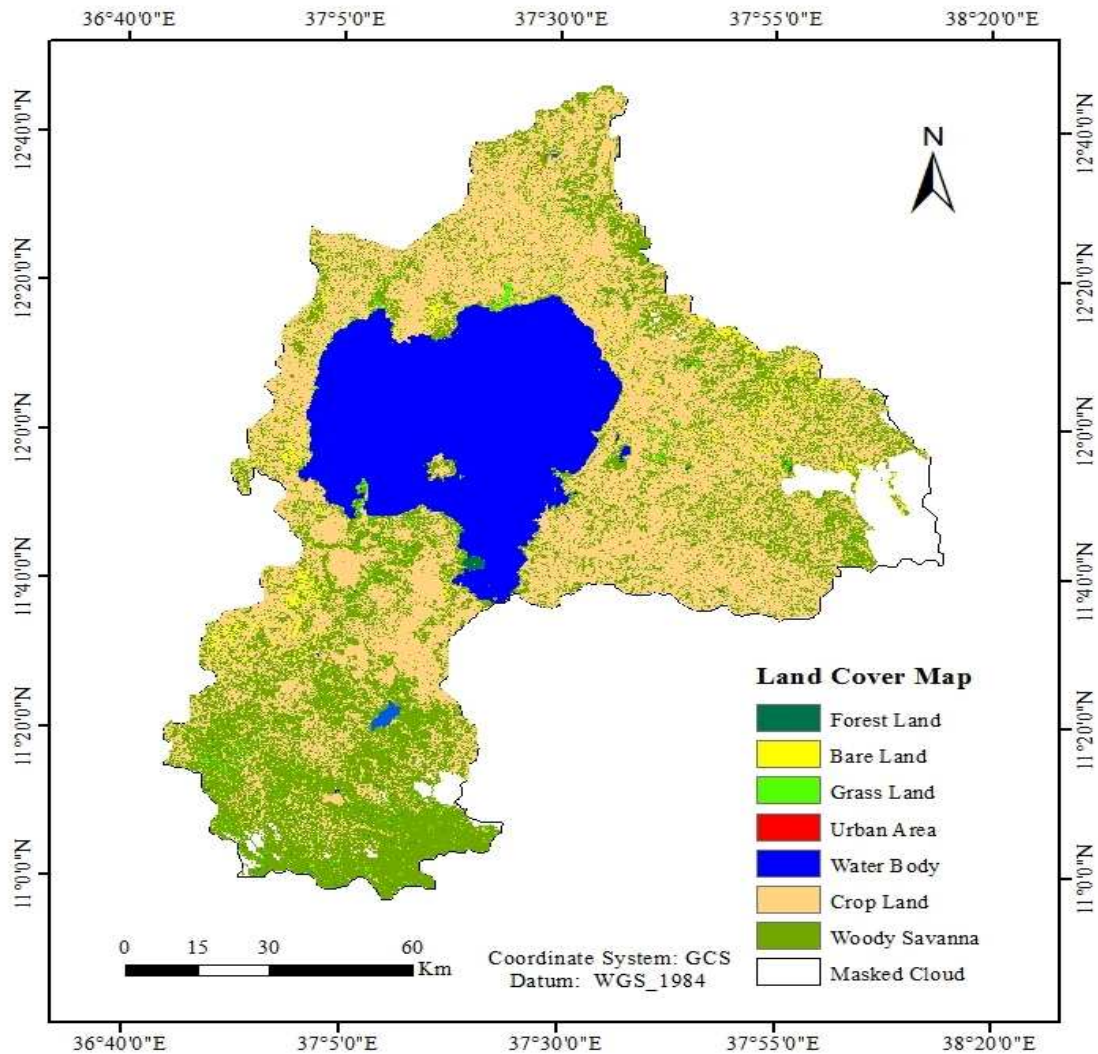 36°40'0"E 37°5'0"E 37°30'0"E 37°55'0"E 38°20'0"E
N
12°40'0"N 12°40'0"N
12°20'0"N 12°20'0"N
12°0'0"N 12°0'0"N
11°40'0"N 11°40'0"N
11°20'0"N 11°20'0"N
11°0'0"N 11°0'0"N
Land Cover Map
Forest Land
Bare Land
Grass Land
Urban Area
Water Body
Crop Land
Woody Savanna
Masked Cloud
0 15 30 60
Km
Coordinate System: GCS
Datum: WGS_1984
36°40'0"E 37°5'0"E 37°30'0"E 37°55'0"E 38°20'0"E